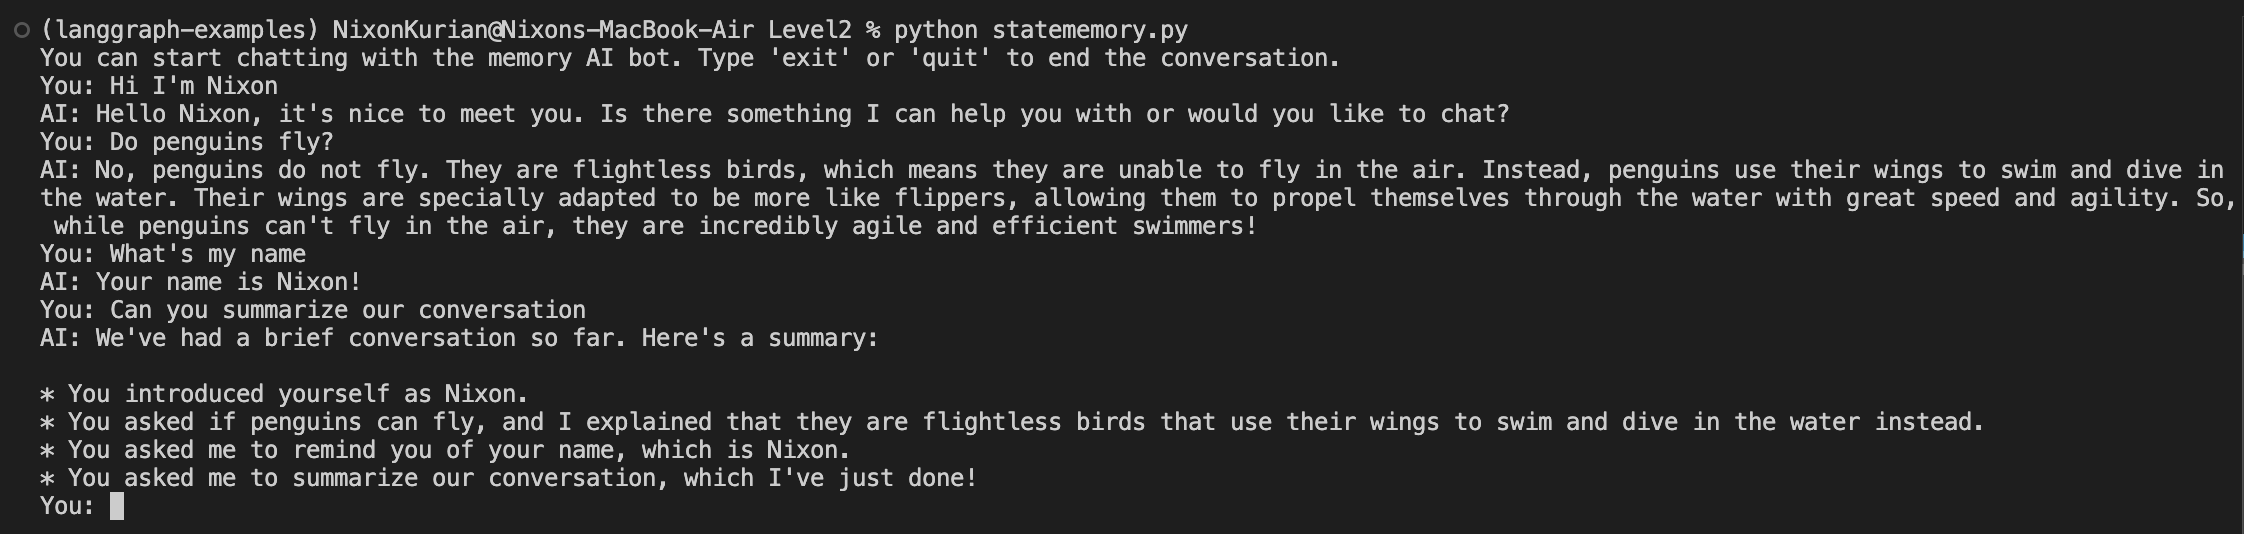 (langgraph-examples) NixonKurian@Nixons-MacBook-Air Level2 % python statememory.py
You can start chatting with the memory AI bot. Type 'exit' or 'quit' to end the conversation.
You: Hi I'm Nixon
AI: Hello Nixon, it's nice to meet you. Is there something I can help you with or would you like to chat?
You: Do penguins fly?
AI: No, penguins do not fly. They are flightless birds, which means they are unable to fly in the air. Instead, penguins use their wings to swim and dive in
the water. Their wings are specially adapted to be more like flippers, allowing them to propel themselves through the water with great speed and agility. So,
while penguins can't fly in the air, they are incredibly agile and efficient swimmers!
You: What's my name
AI: Your name is Nixon!
You: Can you summarize our conversation
AI: We've had a brief conversation so far. Here's a summary:

* You introduced yourself as Nixon.
* You asked if penguins can fly, and I explained that they are flightless birds that use their wings to swim and dive in the water instead.
* You asked me to remind you of your name, which is Nixon.
* You asked me to summarize our conversation, which I've just done!
You: